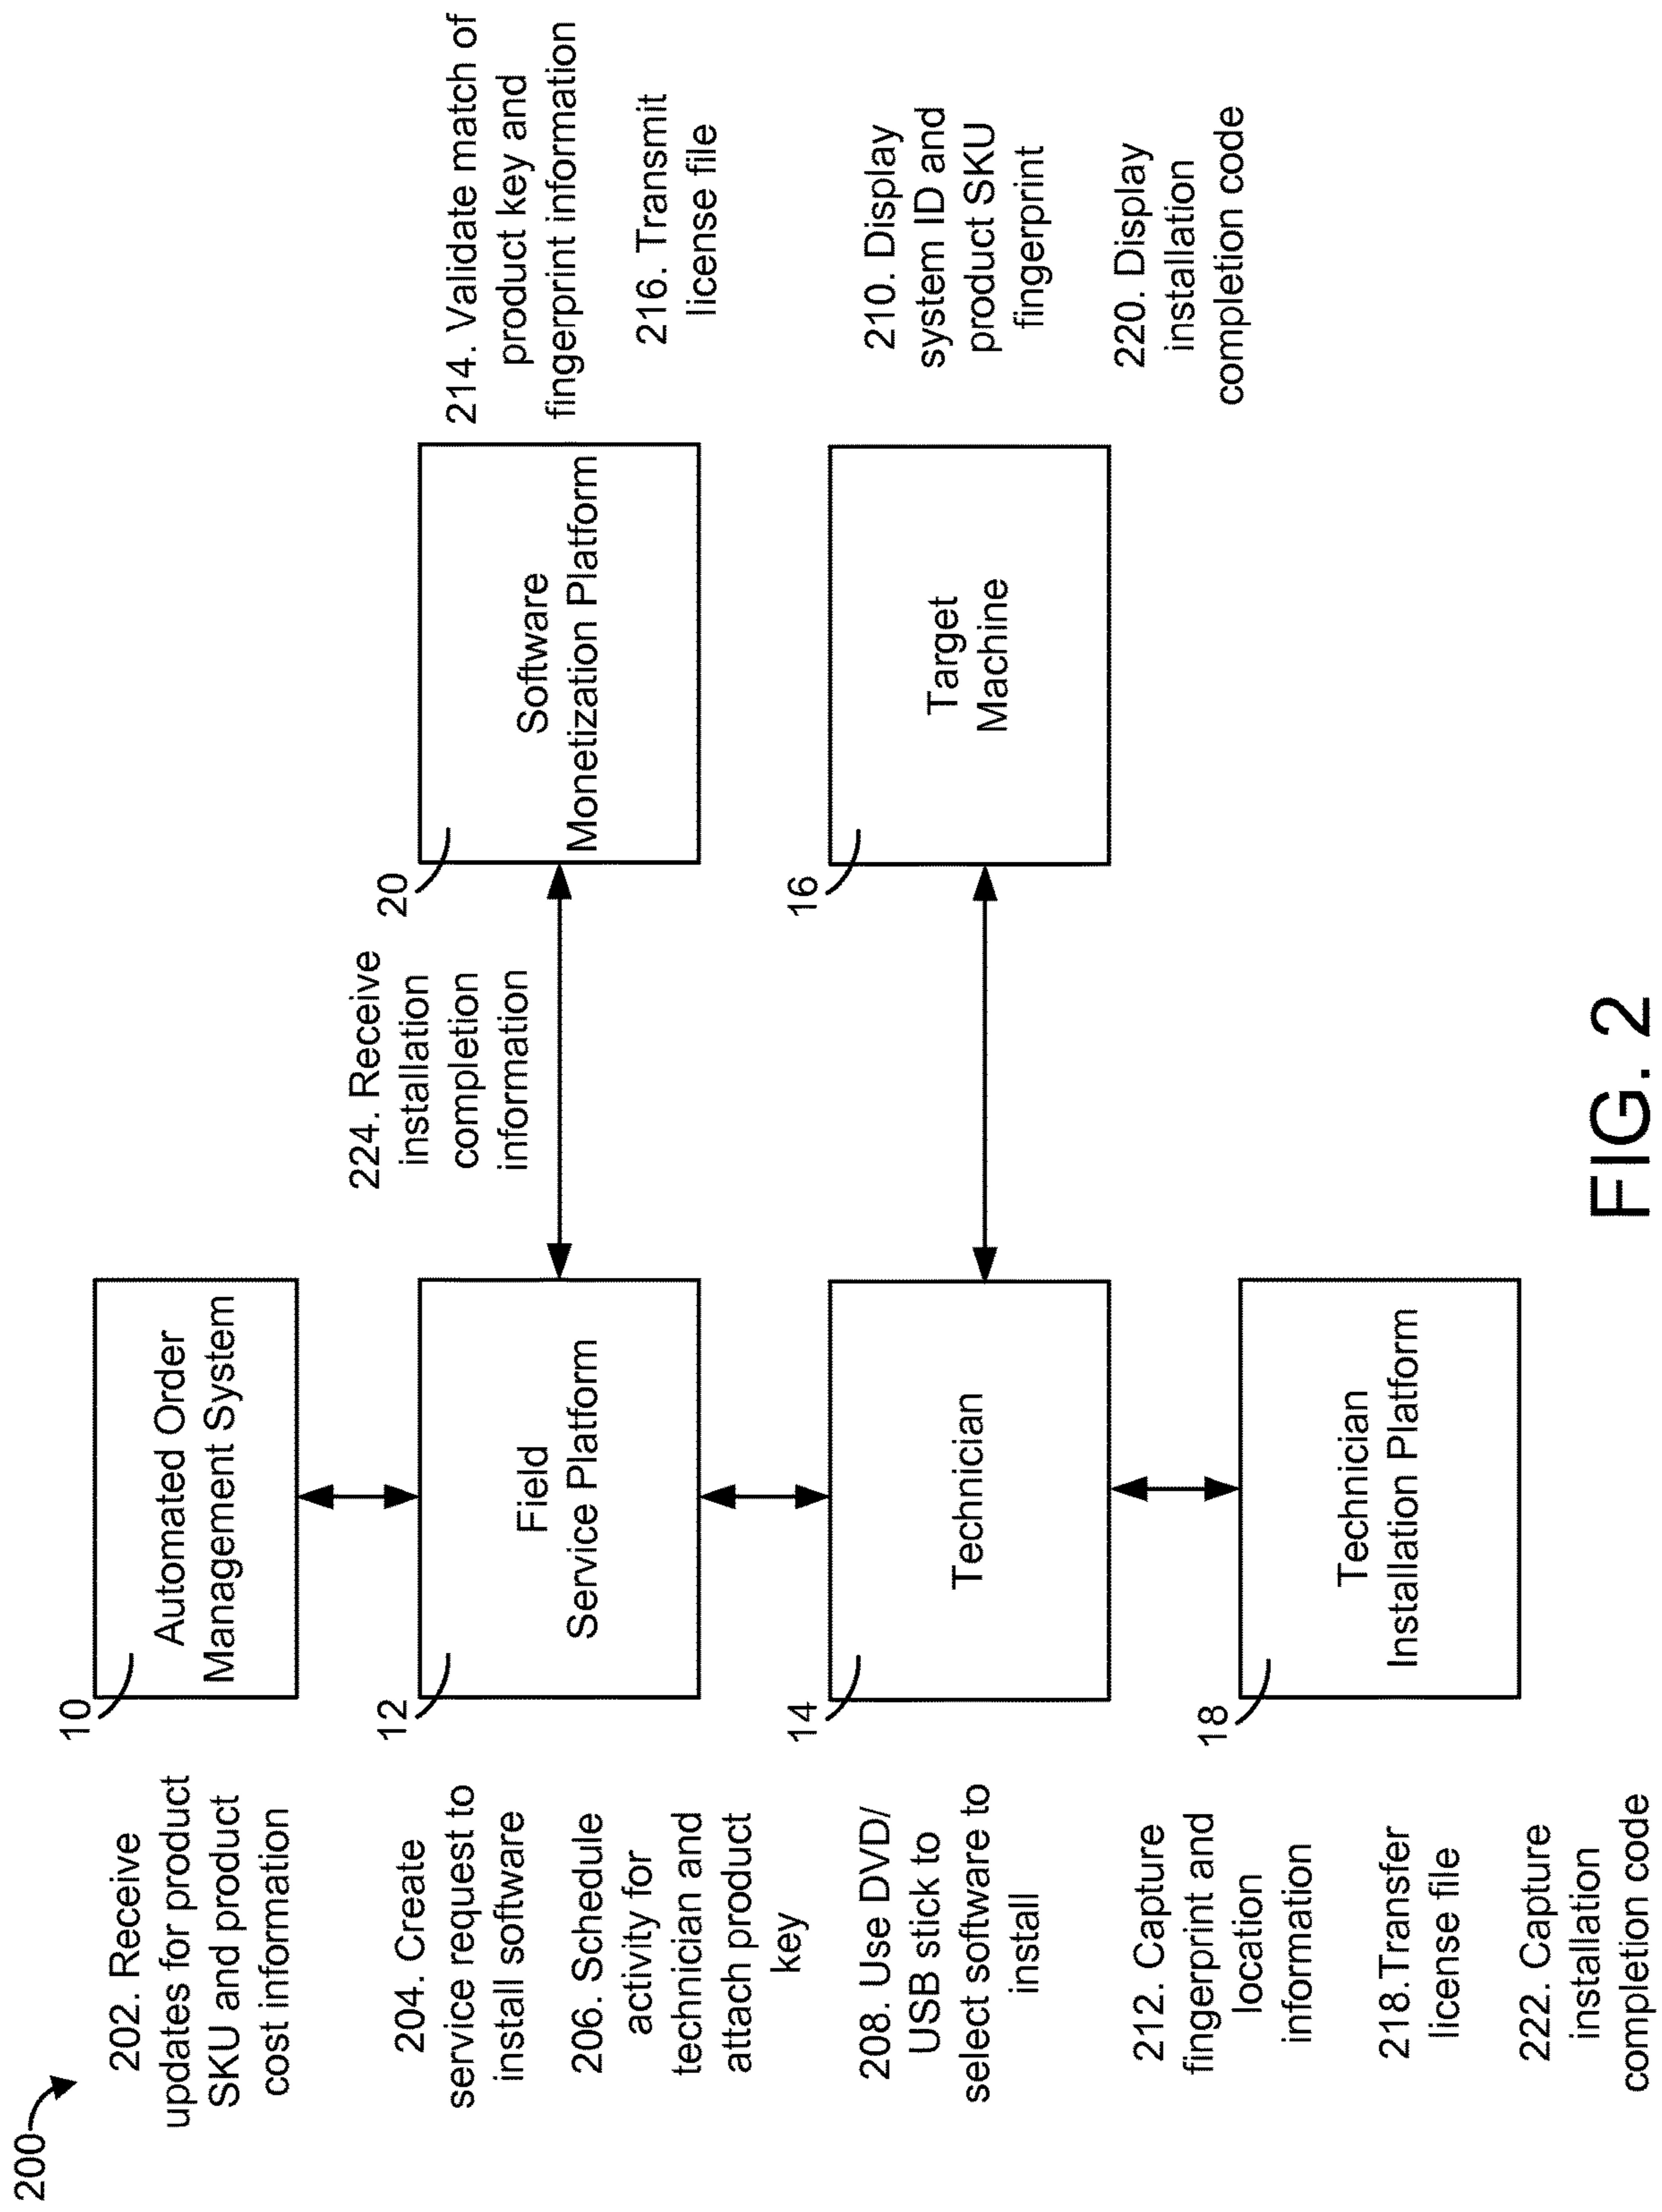 200
202. Receive
updates for product
SKU and product
cost information
10
Automated Order
Management System
204. Create
service request to
install software
206. Schedule
activity for
technician and
attach product
key
12
Field
Service Platform
224. Receive
installation
completion
information
20
Software
Monetization Platform
214. Validate match of
product key and
fingerprint information
216. Transmit
license file
208. Use DVD/
USB stick to
select software to
install
14
Technician
16
Target
Machine
210. Display
system ID and
product SKU
fingerprint
220. Display
installation
completion code
2112. Capture
fingerprint and
location
information
218.Transfer
license file
222. Capture
installation
completion code
18
Technician
Installation Platform
FIG. 2